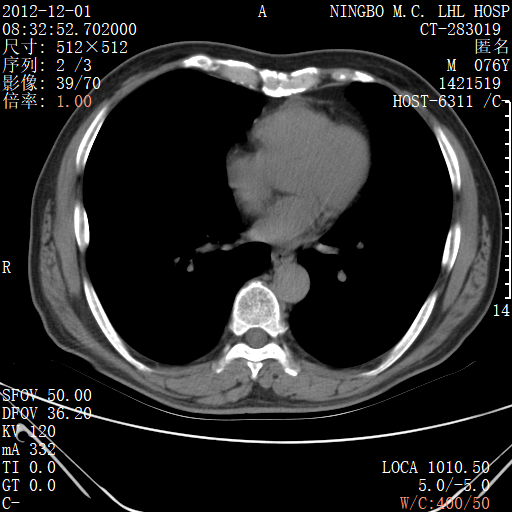 2012-12-01
A
NINGBO M.C. LHL HOSP
08:32:52.702000
CT-283019
尺寸: 512×512
匿名
序列: 2 /3
M 076Y
影像: 39/70
1421519
倍率: 1.00
HOST-6311 /C-
R
14
SFOV 50.00
DFOV 36.20
KV 120
mA 332
TI 0.0
LOCA 1010.50
GT 0.0
5.0/-5.0
C-
W/C:400/50